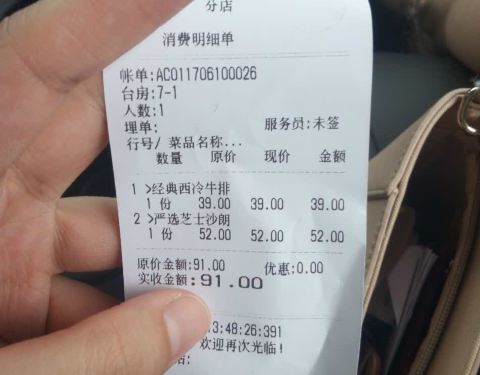 分店
消费明细单
帐单:AC011706100026
台房:7-1
人数:1
埋单:
服务员:未签
行号/ 菜品名称...
数量 原价 现价 金额
1 >经典西冷牛排
1 份 39.00 39.00 39.00
2 >严选芝士沙朗
1 份 52.00 52.00 52.00
原价金额:91.00 优惠:0.00
实收金额:91.00
3:48:26:391
欢迎再次光临!